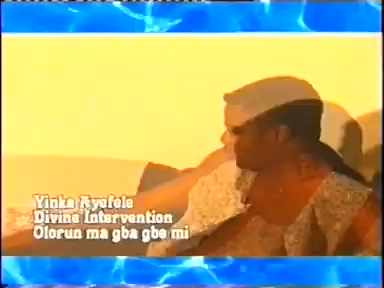 Yinka Ayefele
Divine Intervention
Olorun ma gba gbe mi